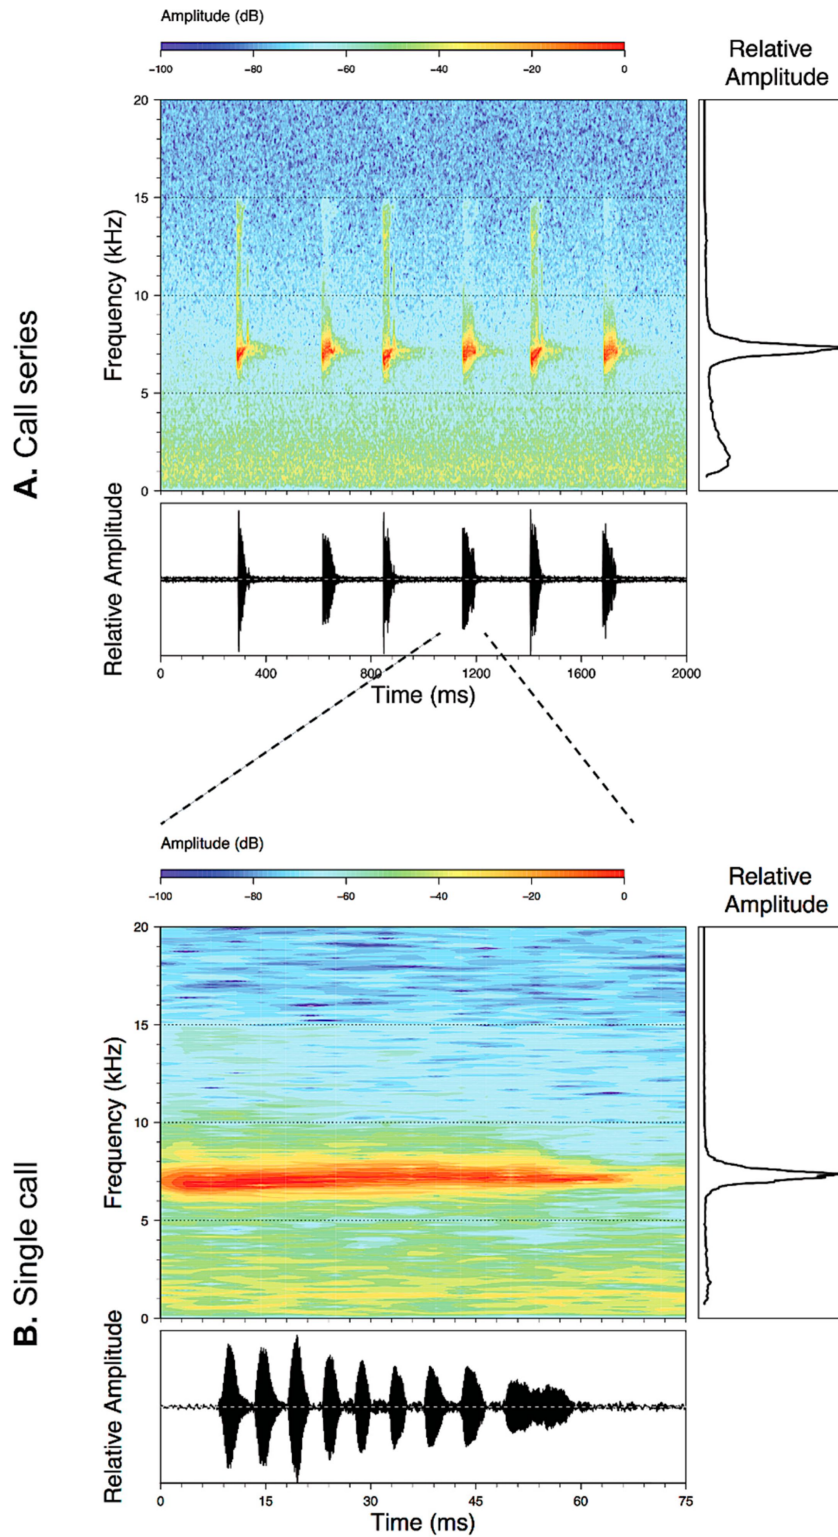 Amplitude (dB)
−100 −80 −60 −40 −20 0
Relative
Amplitude
A. Call series
Frequency (kHz)
20
15
10
5
0
Relative Amplitude
0 400 800 1200 1600 2000
Time (ms)
Amplitude (dB)
−100 −80 −60 −40 −20 0
Relative
Amplitude
B. Single call
Frequency (kHz)
20
15
10
5
0
Relative Amplitude
0 15 30 45 60 75
Time (ms)